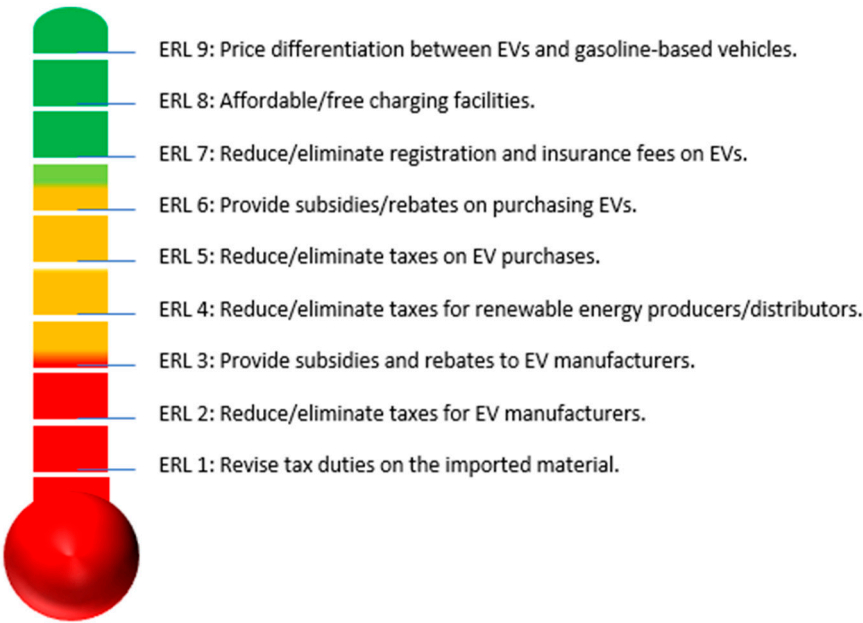 ERL 9: Price differentiation between EVs and gasoline-based vehicles.
ERL 8: Affordable/free charging facilities.
ERL 7: Reduce/eliminate registration and insurance fees on EVs.
ERL 6: Provide subsidies/rebates on purchasing EVs.
ERL 5: Reduce/eliminate taxes on EV purchases.
ERL 4: Reduce/eliminate taxes for renewable energy producers/distributors.
ERL 3: Provide subsidies and rebates to EV manufacturers.
ERL 2: Reduce/eliminate taxes for EV manufacturers.
ERL 1: Revise tax duties on the imported material.